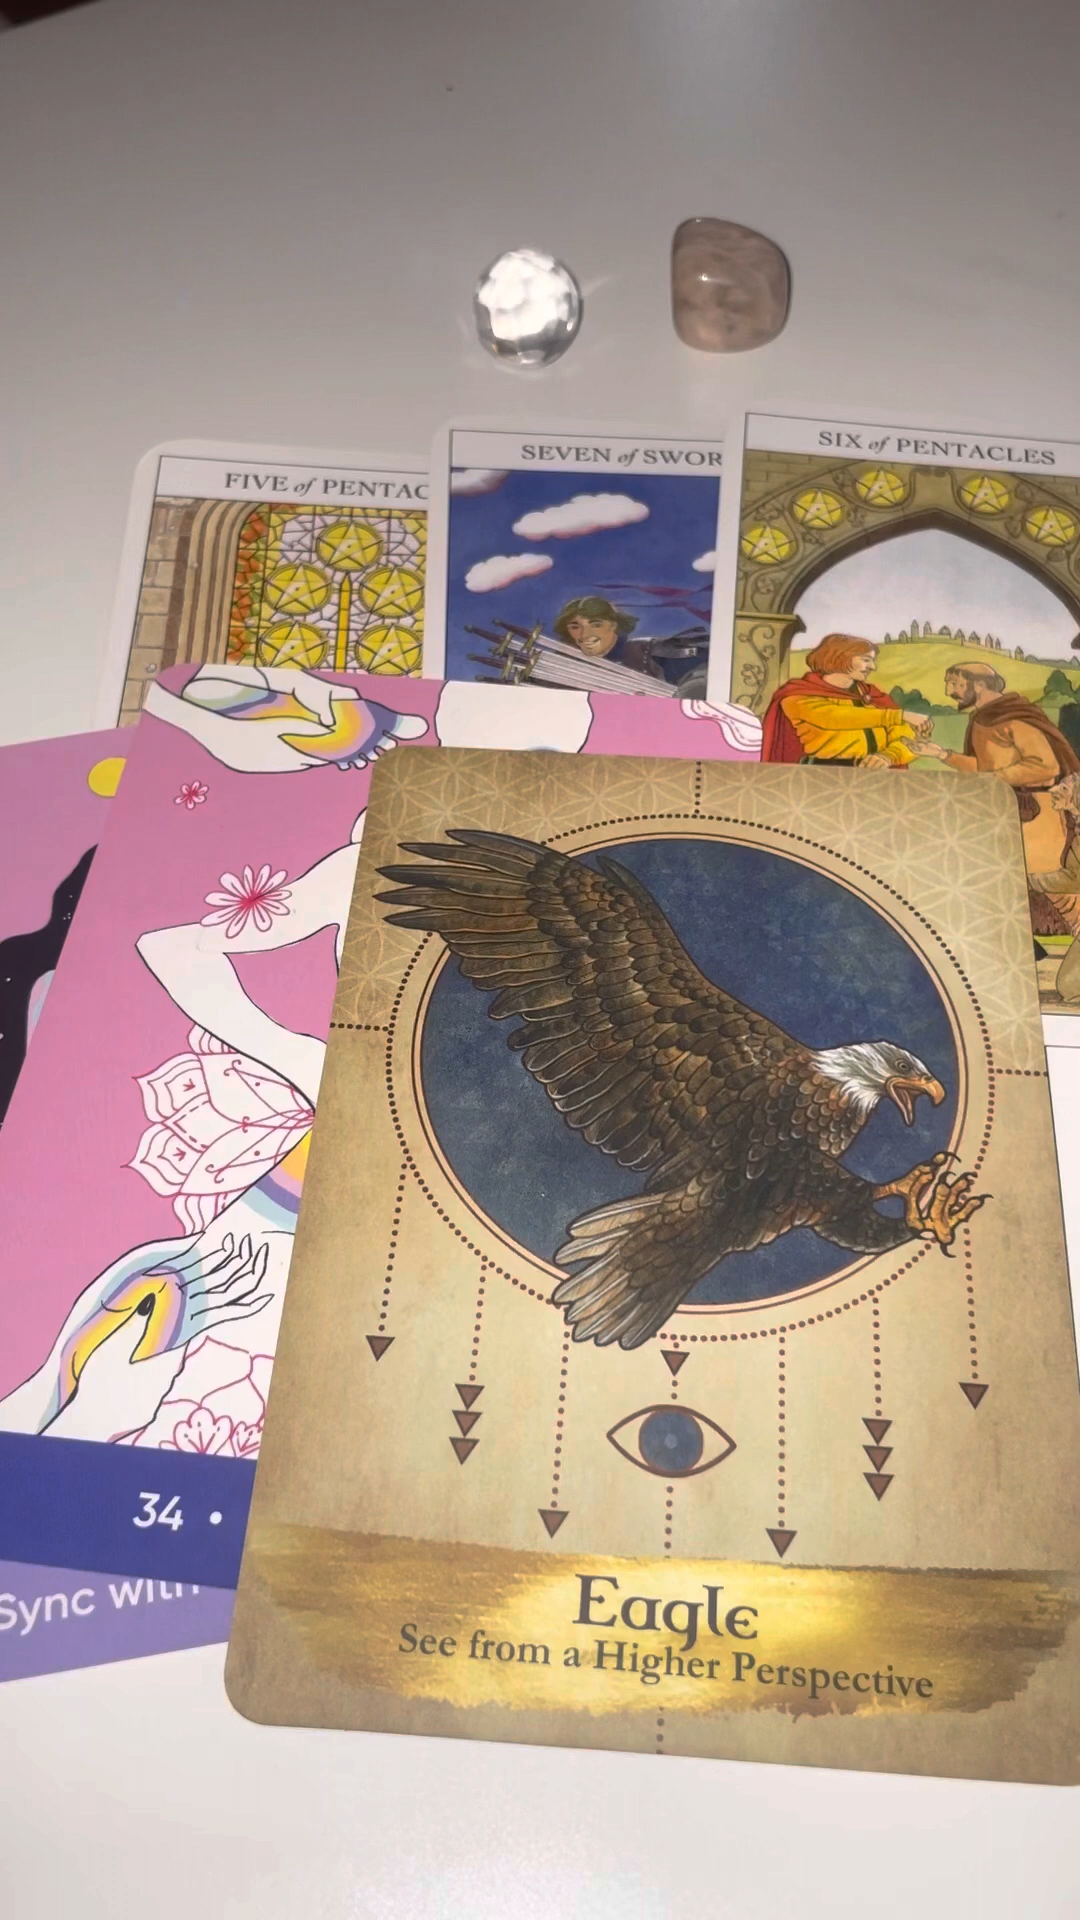 FIVE of PENTAC
SEVEN of SWOR
SIX of PENTACLES
34 •
Sync with
Eagle
See from a Higher Perspective